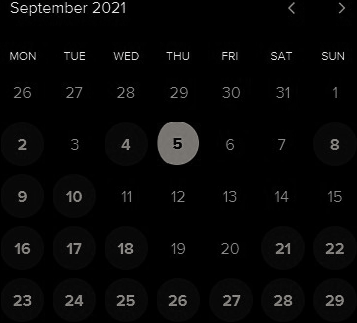 September 2021
MON TUE WED THU FRI SAT SUN
26 27 28 29 30 31 1
2 3 4 5 6 7 8
9 10 11 12 13 14 15
16 17 18 19 20 21 22
23 24 25 26 27 28 29